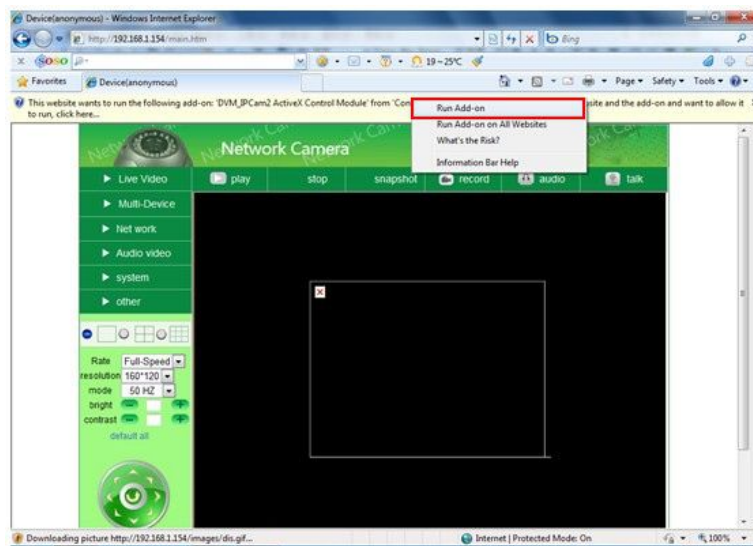 Device(anonymous) - Windows Internet Explorer
http://192.168.1.154/main.htm
Bing
SOSO
19~25℃
Favorites
Device(anonymous)
Page
Safety
Tools
This website wants to run the following add-on: 'DVM_IPCam2 ActiveX Control Module' from 'Con
site and the add-on and want to allow it
to run, click here...
Run Add-on
Run Add-on on All Websites
What's the Risk?
Information Bar Help
Network Camera
Live Video
play
stop
snapshot
record
audio
talk
Multi-Device
Net work
Audio video
system
other
Rate Full-Speed
resolution 160*120
mode 50 HZ
bright
contrast
default all
Downloading picture http://192.168.1.154/images/dis.gif...
Internet | Protected Mode: On
100%